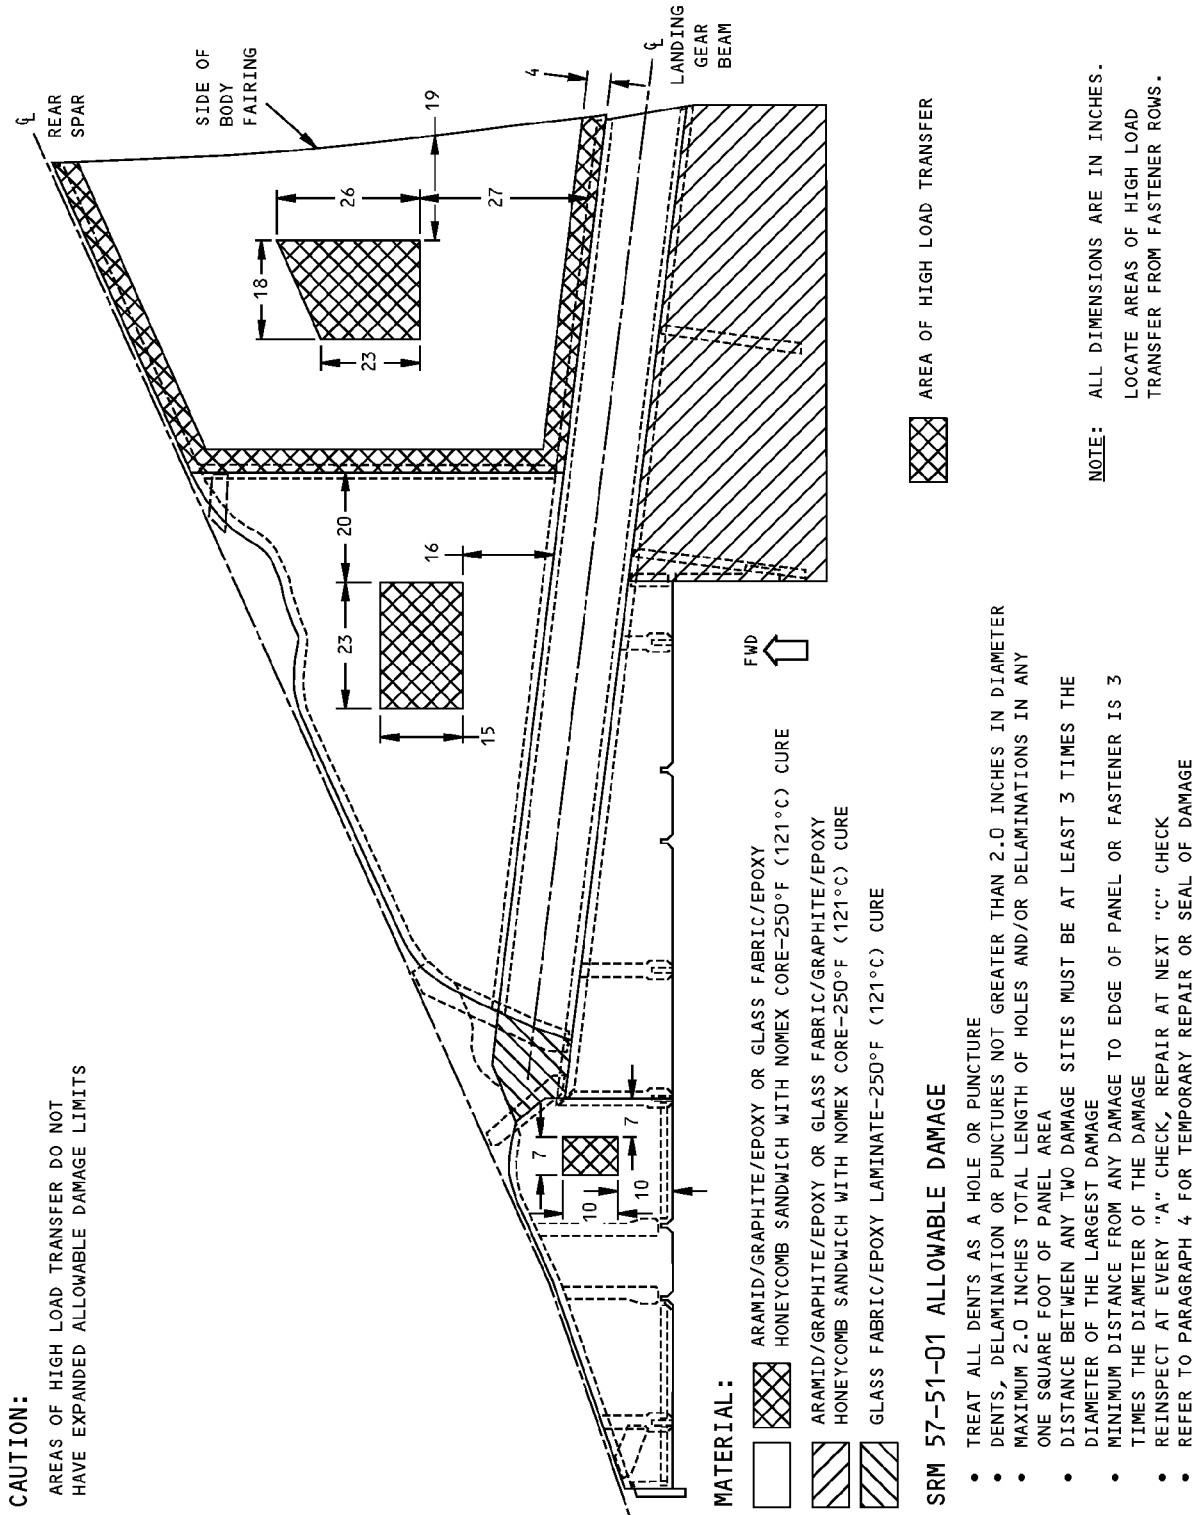 CAUTION:
AREAS OF HIGH LOAD TRANSFER DO NOT
HAVE EXPANDED ALLOWABLE DAMAGE LIMITS
℄
REAR
SPAR
SIDE OF
BODY
FAIRING
19
4
℄
LANDING
GEAR
BEAM
26
27
18
23
20
16
23
15
7
7
10
10
FWD
MATERIAL:
ARAMID/GRAPHITE/EPOXY OR GLASS FABRIC/EPOXY
HONEYCOMB SANDWICH WITH NOMEX CORE-250°F (121°C) CURE
ARAMID/GRAPHITE/EPOXY OR GLASS FABRIC/GRAPHITE/EPOXY
HONEYCOMB SANDWICH WITH NOMEX CORE-250°F (121°C) CURE
GLASS FABRIC/EPOXY LAMINATE-250°F (121°C) CURE
AREA OF HIGH LOAD TRANSFER
SRM 57-51-01 ALLOWABLE DAMAGE
• TREAT ALL DENTS AS A HOLE OR PUNCTURE
• DENTS, DELAMINATION OR PUNCTURES NOT GREATER THAN 2.0 INCHES IN DIAMETER
• MAXIMUM 2.0 INCHES TOTAL LENGTH OF HOLES AND/OR DELAMINATIONS IN ANY
ONE SQUARE FOOT OF PANEL AREA
• DISTANCE BETWEEN ANY TWO DAMAGE SITES MUST BE AT LEAST 3 TIMES THE
DIAMETER OF THE LARGEST DAMAGE
• MINIMUM DISTANCE FROM ANY DAMAGE TO EDGE OF PANEL OR FASTENER IS 3
TIMES THE DIAMETER OF THE DAMAGE
• REINSPECT AT EVERY "A" CHECK, REPAIR AT NEXT "C" CHECK
• REFER TO PARAGRAPH 4 FOR TEMPORARY REPAIR OR SEAL OF DAMAGE
NOTE: ALL DIMENSIONS ARE IN INCHES.
LOCATE AREAS OF HIGH LOAD
TRANSFER FROM FASTENER ROWS.